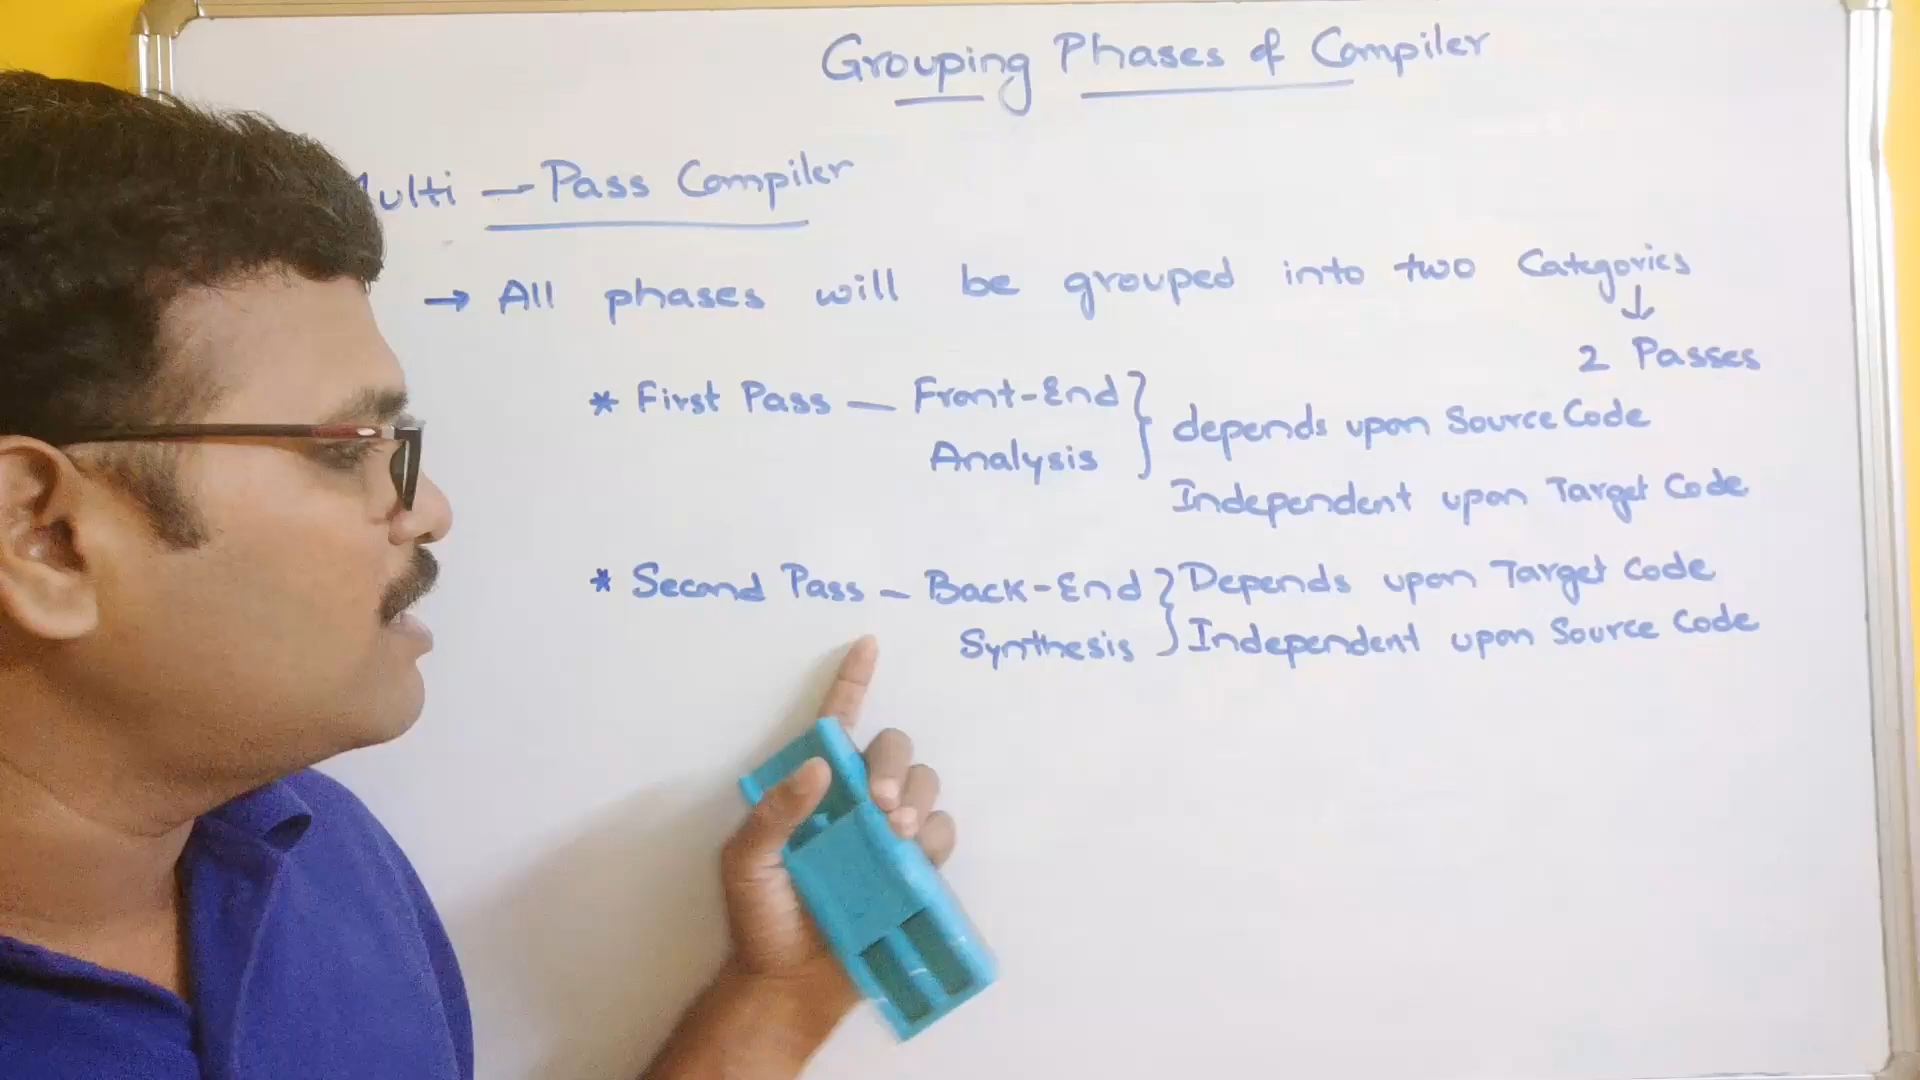 Grouping Phases of Compiler
Multi - Pass Compiler
→ All phases will be grouped into two Categories
↓
2 Passes
* First Pass - Front-End } depends upon Source Code
Analysis
Independent upon Target Code
* Second Pass - Back-End } Depends upon Target Code
Synthesis Independent upon Source Code